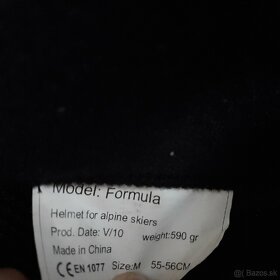 Model: Formula
Helmet for alpine skiers
Prod. Date: V/10 weight:590 gr
Made in China
CE EN 1077 Size:M 55-56CM
bazos.sk